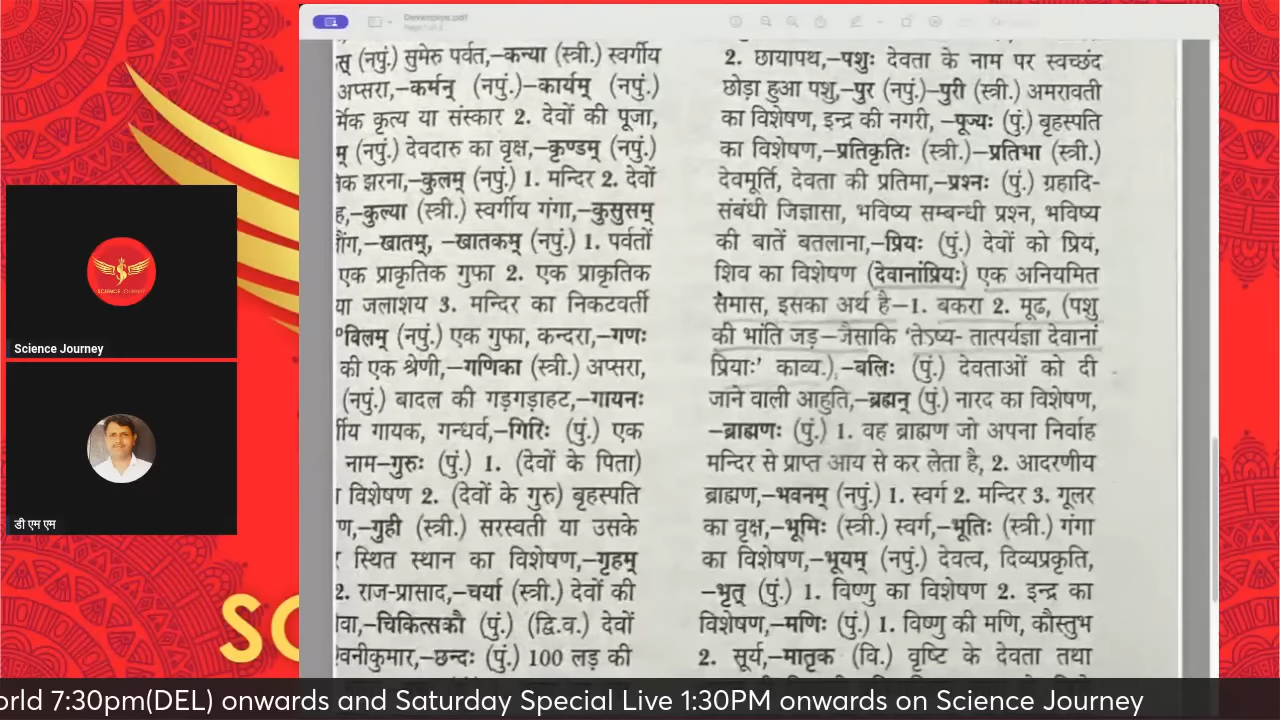 Devenpiye.pdf
स् (नपुं.) सुमेरु पर्वत,–कन्या (स्त्री.) स्वर्गीय
अप्सरा,–कर्मन् (नपुं.)–कार्यम् (नपुं.)
र्मिक कृत्य या संस्कार 2. देवों की पूजा,
म् (नपुं.) देवदारु का वृक्ष,–कृण्डम् (नपुं.)
क झरना,–कुलम् (नपुं.) 1. मन्दिर 2. देवों
ह,–कुल्या (स्त्री.) स्वर्गीय गंगा,–कुसुसम्
ौंग,–खातम्, –खातकम् (नपुं.) 1. पर्वतों
एक प्राकृतिक गुफा 2. एक प्राकृतिक
या जलाशय 3. मन्दिर का निकटवर्ती
॰विलम् (नपुं.) एक गुफा, कन्दरा,–गणः
की एक श्रेणी,–गणिका (स्त्री.) अप्सरा,
(नपुं.) बादल की गड़गड़ाहट,–गायनः
र्गीय गायक, गन्धर्व,–गिरिः (पुं.) एक
नाम–गुरुः (पुं.) 1. (देवों के पिता)
विशेषण 2. (देवों के गुरु) बृहस्पति
ण,–गुही (स्त्री.) सरस्वती या उसके
स्थित स्थान का विशेषण,–गृहम्
2. राज-प्रासाद,–चर्या (स्त्री.) देवों की
वा,–चिकित्सकौ (पुं.) (द्वि.व.) देवों
वनीकुमार,–छन्दः (पुं.) 100 लड़ की
2. छायापथ,–पशुः देवता के नाम पर स्वच्छंद
छोड़ा हुआ पशु,–पुर (नपुं.)–पुरी (स्त्री.) अमरावती
का विशेषण, इन्द्र की नगरी, –पूज्यः (पुं.) बृहस्पति
का विशेषण,–प्रतिकृतिः (स्त्री.)–प्रतिभा (स्त्री.)
देवमूर्ति, देवता की प्रतिमा,–प्रश्नः (पुं.) ग्रहादि-
संबंधी जिज्ञासा, भविष्य सम्बन्धी प्रश्न, भविष्य
की बातें बतलाना,–प्रियः (पुं.) देवों को प्रिय,
शिव का विशेषण (देवानांप्रियः) एक अनियमित
समास, इसका अर्थ है–1. बकरा 2. मूढ, (पशु
की भांति जड़–जैसाकि 'तेऽप्य- तात्पर्यज्ञा देवानां
प्रियाः' काव्य.),–बलिः (पुं.) देवताओं को दी
जाने वाली आहुति,–ब्रह्मन् (पुं.) नारद का विशेषण,
–ब्राह्मणः (पुं.) 1. वह ब्राह्मण जो अपना निर्वाह
मन्दिर से प्राप्त आय से कर लेता है, 2. आदरणीय
ब्राह्मण,–भवनम् (नपुं.) 1. स्वर्ग 2. मन्दिर 3. गूलर
का वृक्ष,–भूमिः (स्त्री.) स्वर्ग,–भूतिः (स्त्री.) गंगा
का विशेषण,–भूयम् (नपुं.) देवत्व, दिव्यप्रकृति,
–भृत् (पुं.) 1. विष्णु का विशेषण 2. इन्द्र का
विशेषण,–मणिः (पुं.) 1. विष्णु की मणि, कौस्तुभ
2. सूर्य,–मातृक (वि.) वृष्टि के देवता तथा
SCIENCE JOURNEY
Science Journey
डी एम एम
SC
orld 7:30pm(DEL) onwards and Saturday Special Live 1:30PM onwards on Science Journey